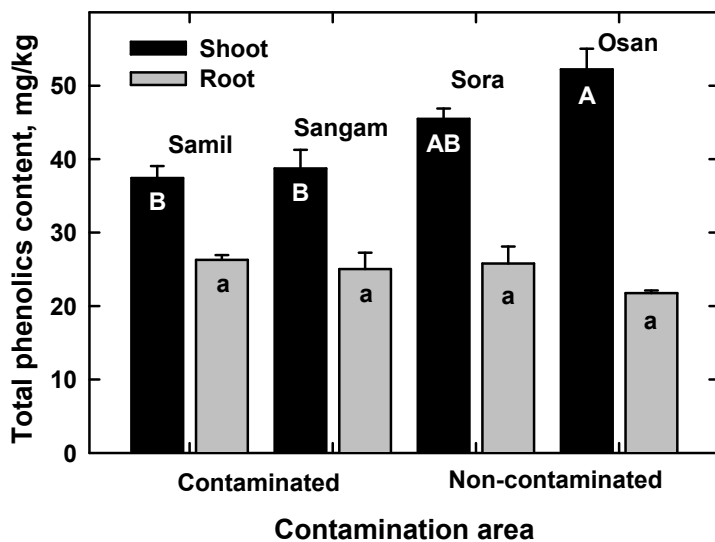 Total phenolics content, mg/kg
50
40
30
20
10
0
Shoot
Root
Samil
Sangam
Sora
Osan
B
B
AB
A
a
a
a
a
Contaminated
Non-contaminated
Contamination area